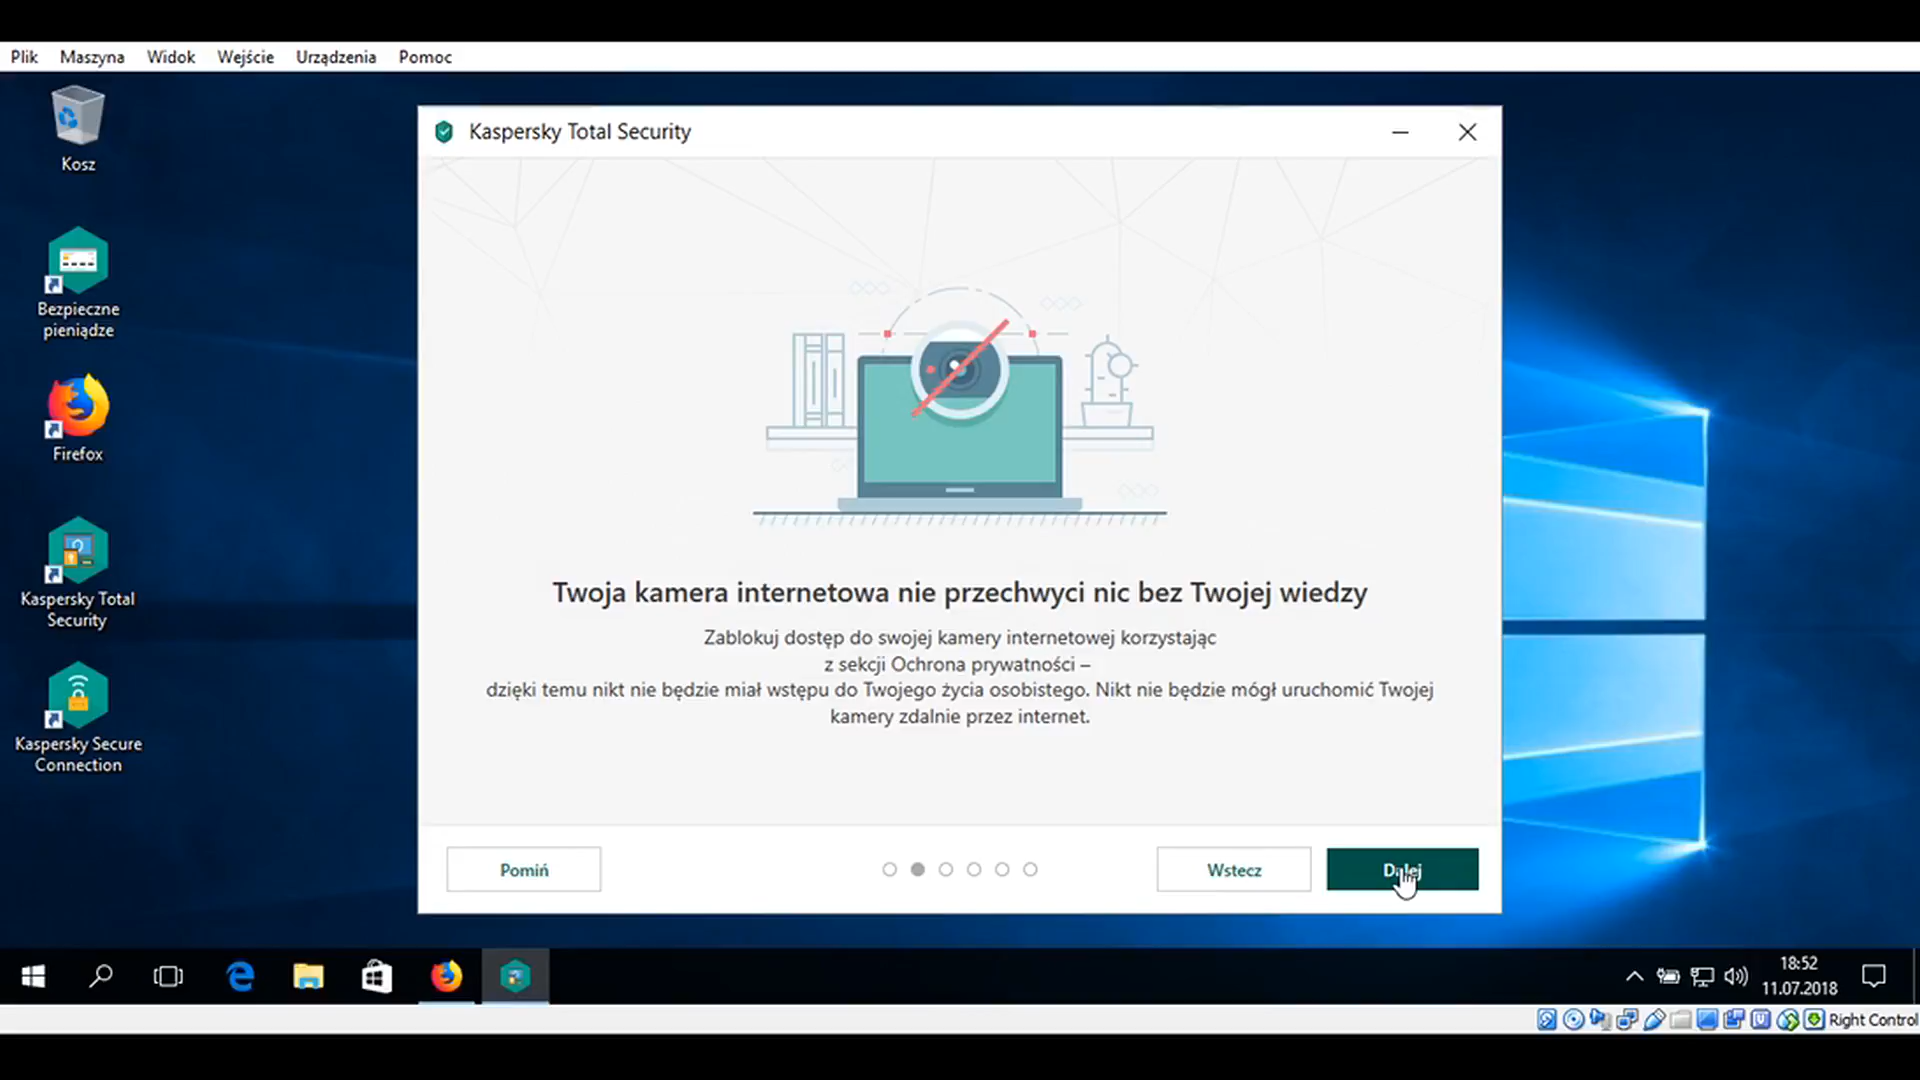 Plik Maszyna Widok Wejście Urządzenia Pomoc
Kosz
Bezpieczne
pieniądze
Firefox
Kaspersky Total
Security
Kaspersky Secure
Connection
Kaspersky Total Security
Twoja kamera internetowa nie przechwyci nic bez Twojej wiedzy
Zablokuj dostęp do swojej kamery internetowej korzystając
z sekcji Ochrona prywatności –
dzięki temu nikt nie będzie miał wstępu do Twojego życia osobistego. Nikt nie będzie mógł uruchomić Twojej
kamery zdalnie przez internet.
Pomiń
Wstecz
Dalej
18:52
11.07.2018
Right Control